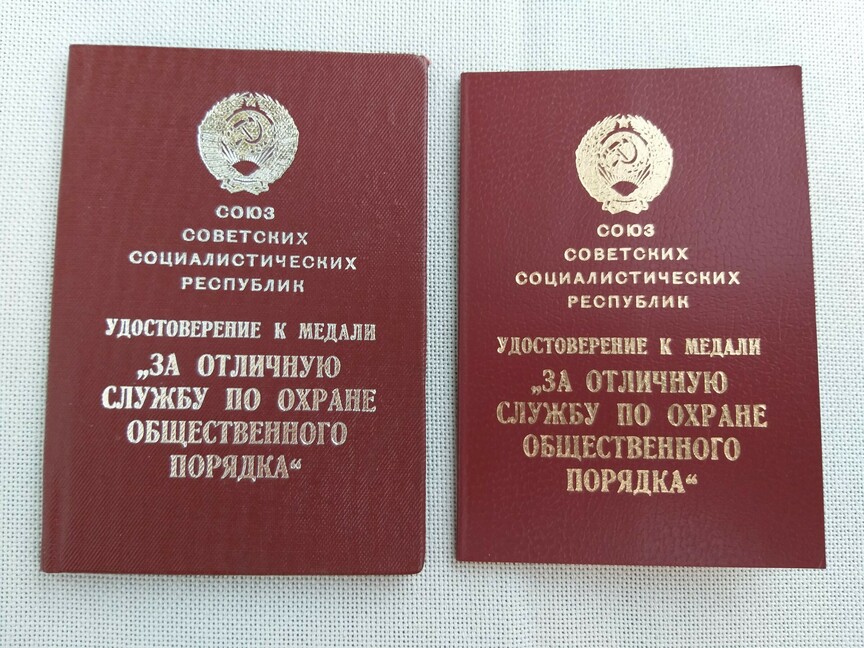 СОЮЗ
СОВЕТСКИХ
СОЦИАЛИСТИЧЕСКИХ
РЕСПУБЛИК
УДОСТОВЕРЕНИЕ К МЕДАЛИ
„ЗА ОТЛИЧНУЮ
СЛУЖБУ ПО ОХРАНЕ
ОБЩЕСТВЕННОГО
ПОРЯДКА“
СОЮЗ
СОВЕТСКИХ
СОЦИАЛИСТИЧЕСКИХ
РЕСПУБЛИК
УДОСТОВЕРЕНИЕ К МЕДАЛИ
„ЗА ОТЛИЧНУЮ
СЛУЖБУ ПО ОХРАНЕ
ОБЩЕСТВЕННОГО
ПОРЯДКА“